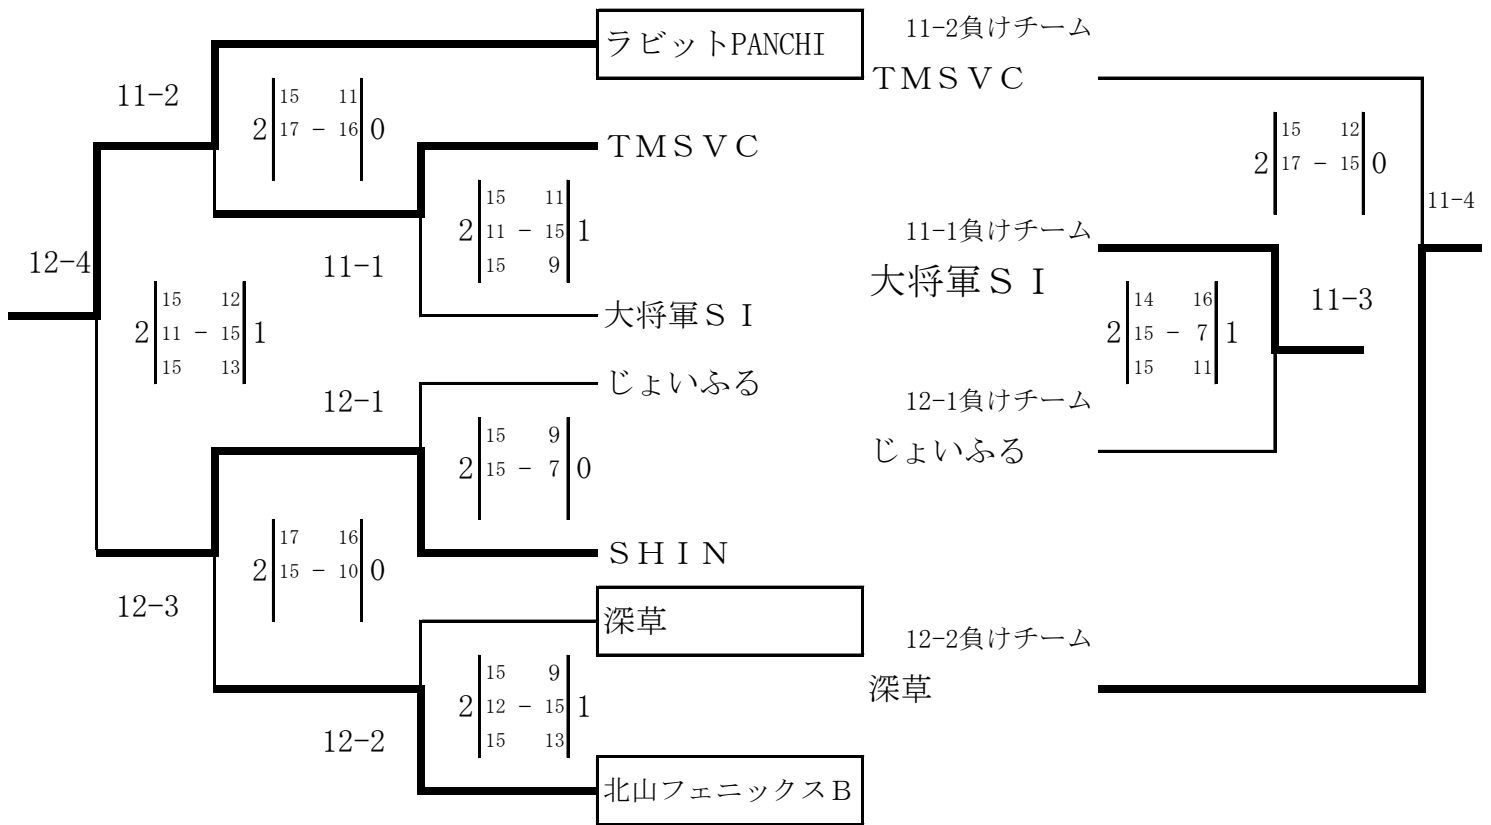 ラビットPANCHI
11-2負けチーム
ＴＭＳＶＣ
11-2
15 11
2 17 - 16 0
ＴＭＳＶＣ
15 12
2 17 - 15 0
11-4
15 11
2 11 - 15 1
15 9
11-1
11-1負けチーム
大将軍ＳＩ
12-4
15 12
2 11 - 15 1
15 13
大将軍ＳＩ
14 16
2 15 - 7 1
15 11
11-3
12-1
じょいふる
12-1負けチーム
じょいふる
15 9
2 15 - 7 0
ＳＨＩＮ
17 16
2 15 - 10 0
12-3
深草
12-2負けチーム
深草
15 9
2 12 - 15 1
15 13
12-2
北山フェニックスＢ